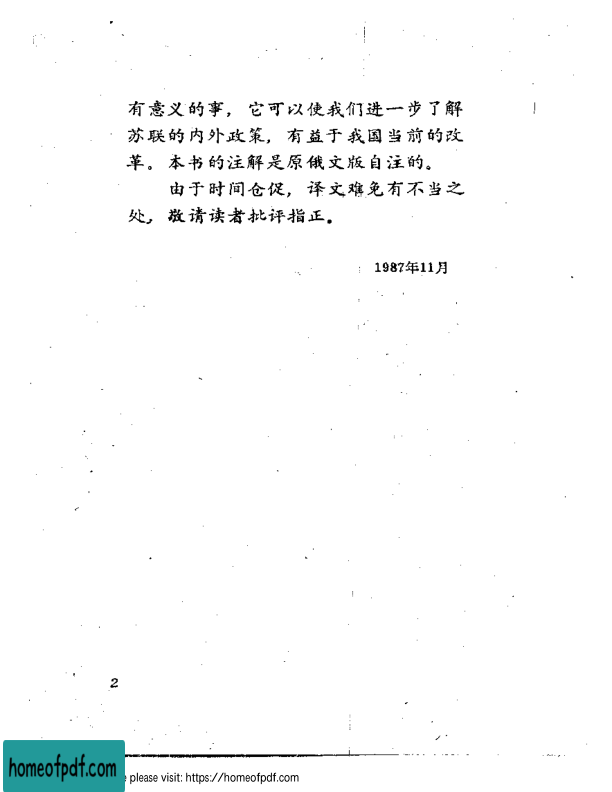 有意义的事，它可以使我们进一步了解
苏联的内外政策，有益于我国当前的改
革。本书的注解是原俄文版自注的。
由于时间仓促，译文难免有不当之
处，敬请读者批评指正。
1987年11月
2
homeofpdf.com
e please visit: https://homeofpdf.com